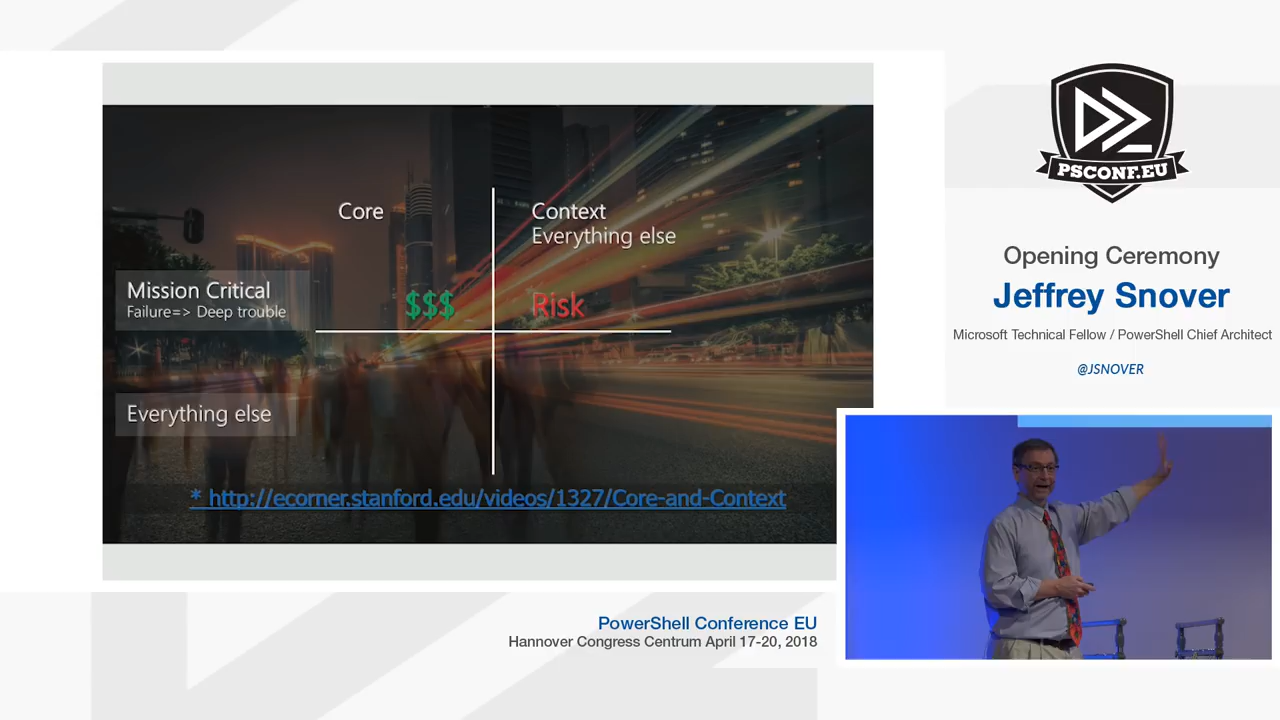 Core
Context
Everything else
Mission Critical
Failure=> Deep trouble
$$$
Risk
Everything else
* http://ecorner.stanford.edu/videos/1327/Core-and-Context
PSCONF.EU
Opening Ceremony
Jeffrey Snover
Microsoft Technical Fellow / PowerShell Chief Architect
@JSNOVER
PowerShell Conference EU
Hannover Congress Centrum April 17-20, 2018